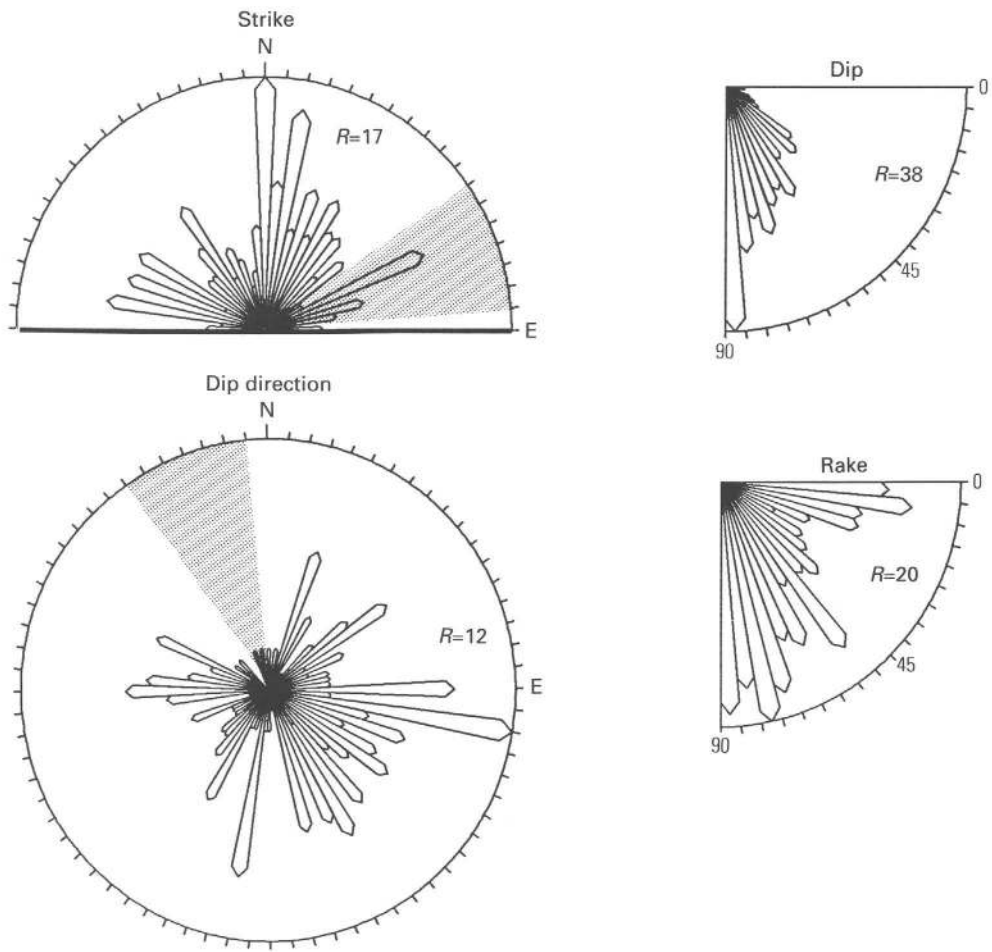 Strike
N
R=17
E
Dip
0
R=38
45
90
Dip direction
N
R=12
E
Rake
0
R=20
45
90